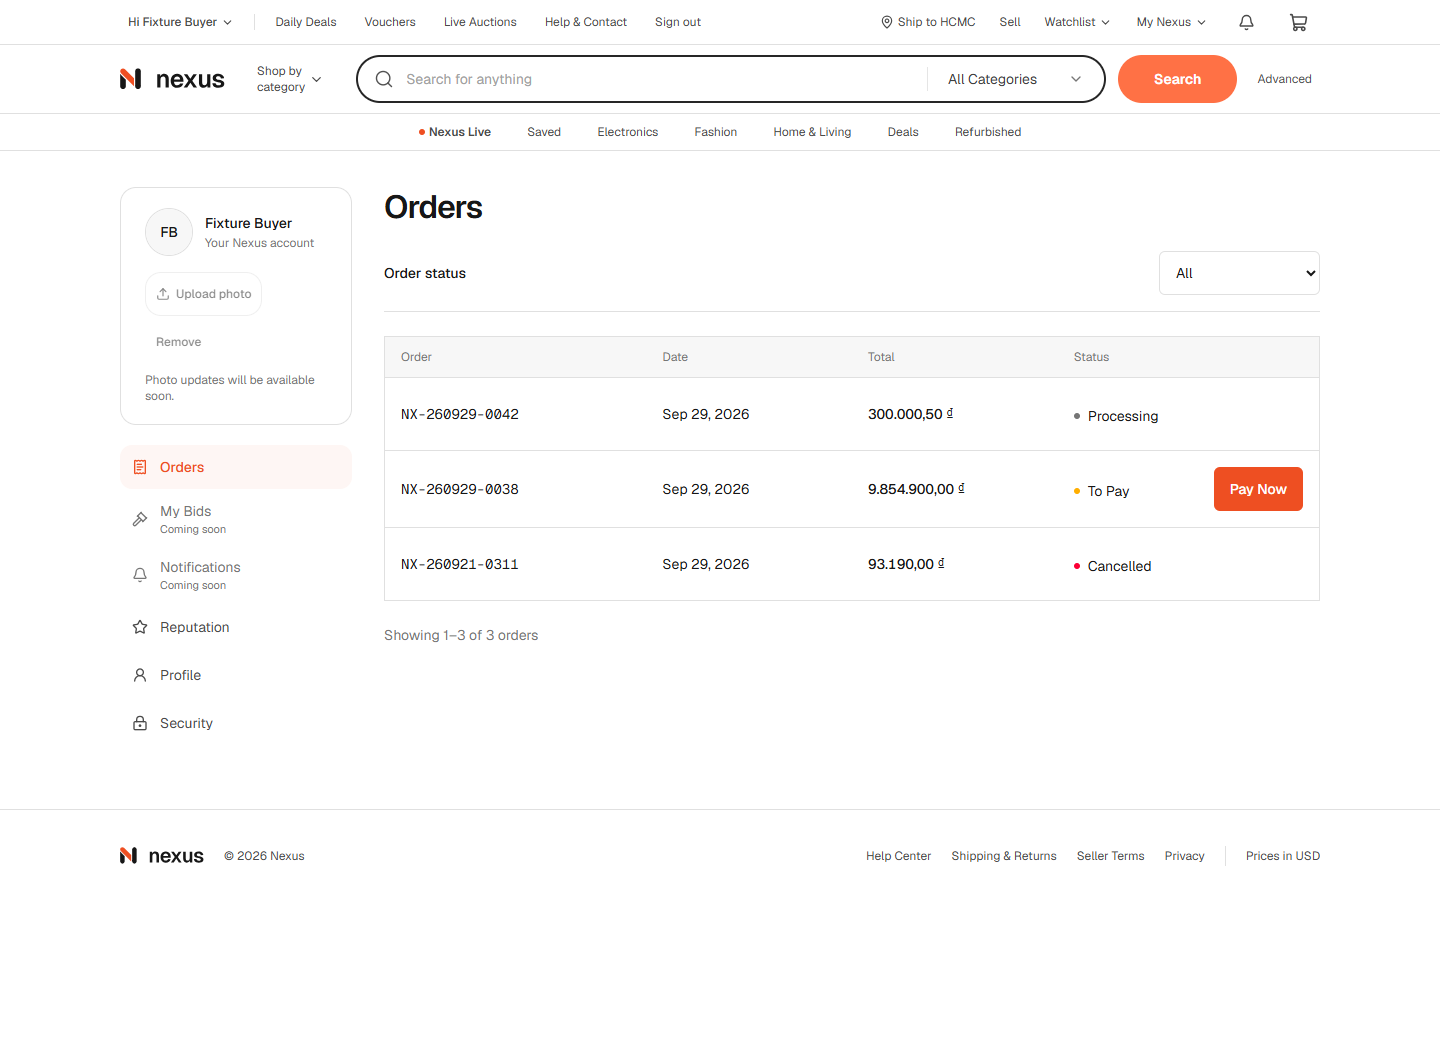 Hi Fixture Buyer
Daily Deals
Vouchers
Live Auctions
Help & Contact
Sign out
Ship to HCMC
Sell
Watchlist
My Nexus
nexus
Shop by
category
Search for anything
All Categories
Search
Advanced
Nexus Live
Saved
Electronics
Fashion
Home & Living
Deals
Refurbished
FB
Fixture Buyer
Your Nexus account
Upload photo
Remove
Photo updates will be available
soon.
Orders
My Bids
Coming soon
Notifications
Coming soon
Reputation
Profile
Security
Orders
Order status
All
Order Date Total Status
NX-260929-0042 Sep 29, 2026 300.000,50 ₫ Processing
NX-260929-0038 Sep 29, 2026 9.854.900,00 ₫ To Pay Pay Now
NX-260921-0311 Sep 29, 2026 93.190,00 ₫ Cancelled
Showing 1–3 of 3 orders
nexus
© 2026 Nexus
Help Center
Shipping & Returns
Seller Terms
Privacy
Prices in USD